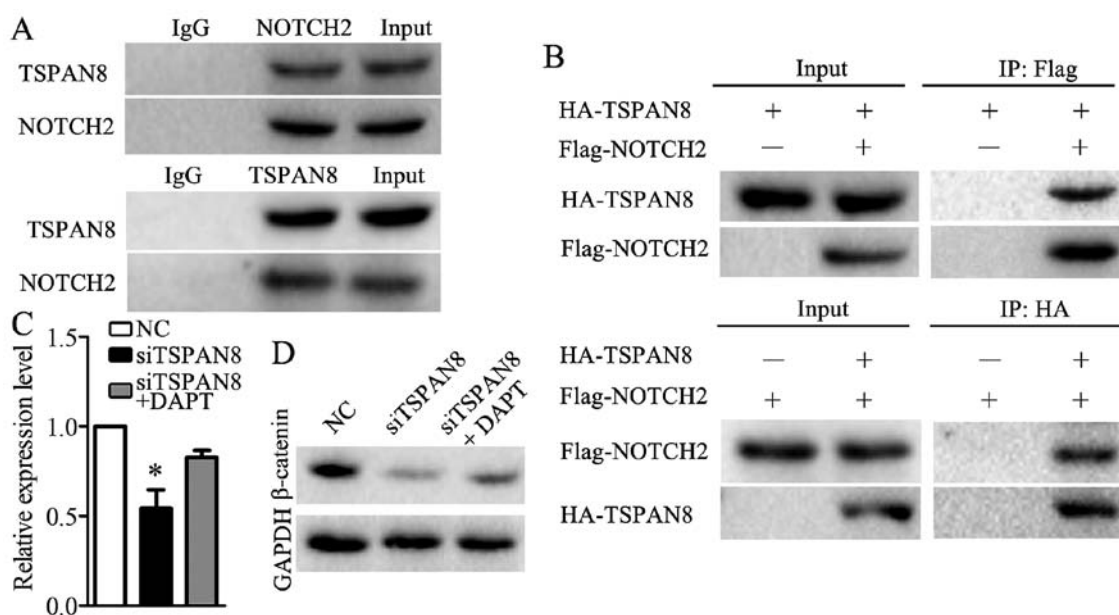 A
IgG NOTCH2 Input
TSPAN8
NOTCH2
IgG TSPAN8 Input
TSPAN8
NOTCH2
B
Input IP: Flag
HA-TSPAN8 + + + +
Flag-NOTCH2 — + — +
HA-TSPAN8
Flag-NOTCH2
Input IP: HA
HA-TSPAN8 — + — +
Flag-NOTCH2 + + + +
Flag-NOTCH2
HA-TSPAN8
C
Relative expression level
1.5
1.0
0.5
0.0
NC
siTSPAN8
siTSPAN8
+DAPT
*
D
NC
siTSPAN8
siTSPAN8
+ DAPT
β-catenin
GAPDH